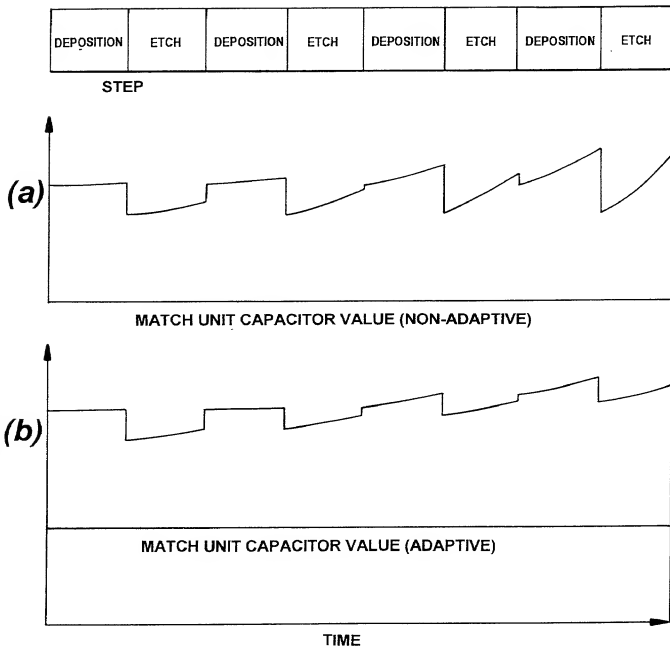 DEPOSITION ETCH DEPOSITION ETCH DEPOSITION ETCH DEPOSITION ETCH
STEP
(a)
MATCH UNIT CAPACITOR VALUE (NON-ADAPTIVE)
(b)
MATCH UNIT CAPACITOR VALUE (ADAPTIVE)
TIME